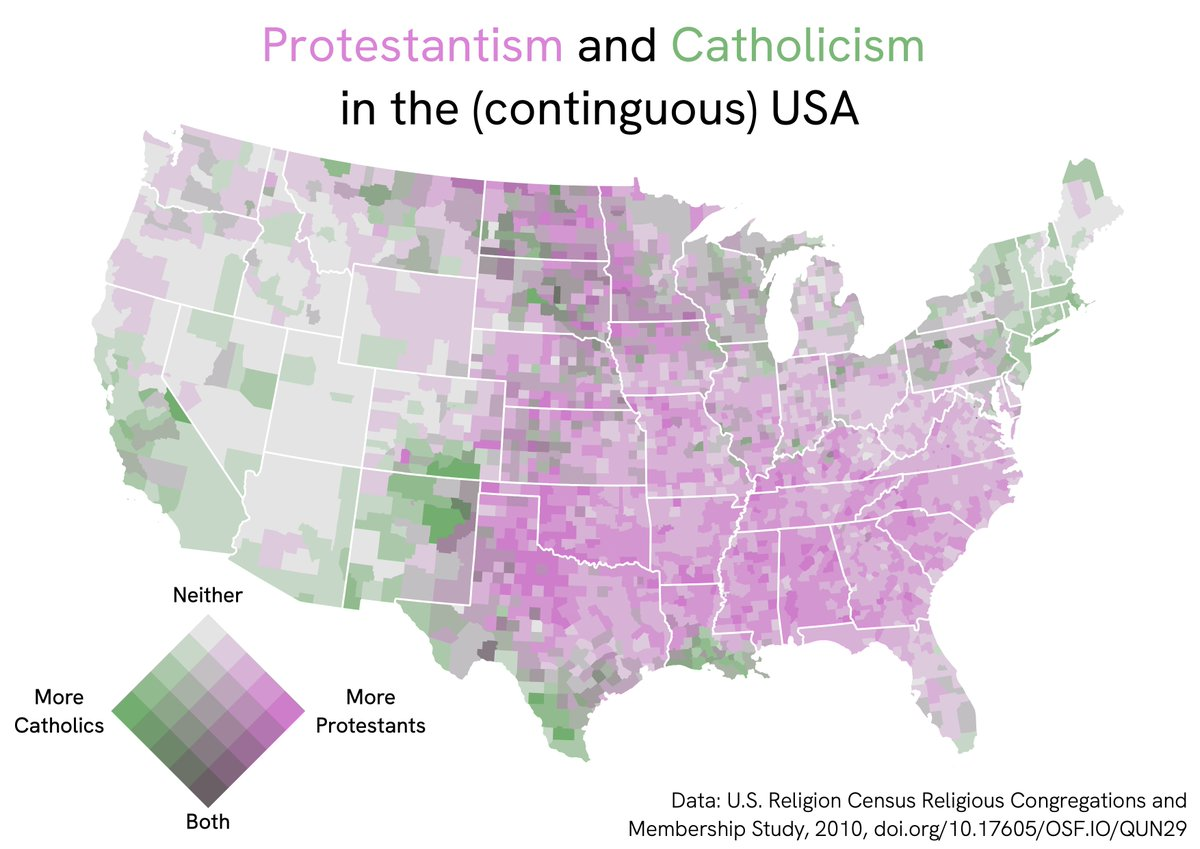 Protestantism and Catholicism
in the (continguous) USA
Neither
More
Catholics
More
Protestants
Both
Data: U.S. Religion Census Religious Congregations and
Membership Study, 2010, doi.org/10.17605/OSF.IO/QUN29